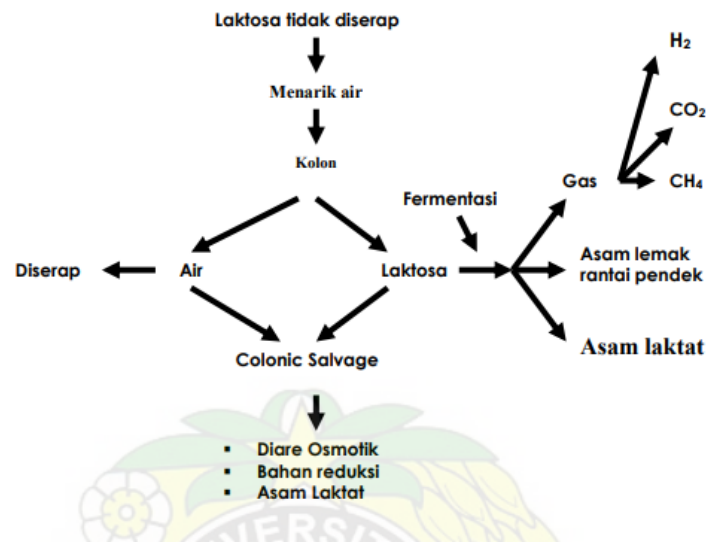 Laktosa tidak diserap
Menarik air
Kolon
Diserap
Air
Laktosa
Fermentasi
Gas
H₂
CO₂
CH₄
Asam lemak
rantai pendek
Asam laktat
Colonic Salvage
▪ Diare Osmotik
▪ Bahan reduksi
▪ Asam Laktat
VERSIT